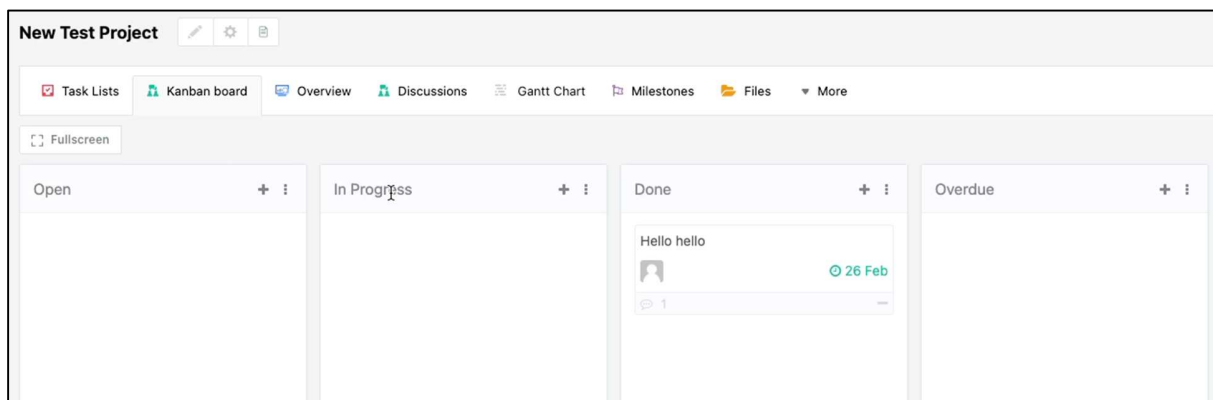 New Test Project
Task Lists Kanban board Overview Discussions Gantt Chart Milestones Files More
Fullscreen
Open In Progress Done Overdue
Hello hello
26 Feb
1